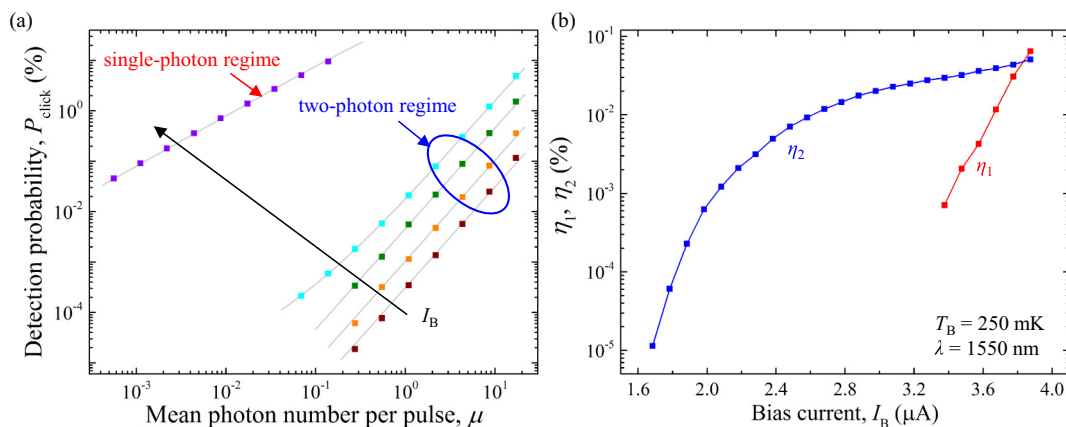 (a)
single-photon regime
two-photon regime
I_B
10^0
10^-2
10^-4
Detection probability, P_click (%)
10^-3
10^-2
10^-1
10^0
10^1
Mean photon number per pulse, μ
(b)
10^-1
10^-2
10^-3
10^-4
10^-5
η_1, η_2 (%)
η_2
η_1
T_B = 250 mK
λ = 1550 nm
1.6
2.0
2.4
2.8
3.2
3.6
4.0
Bias current, I_B (μA)